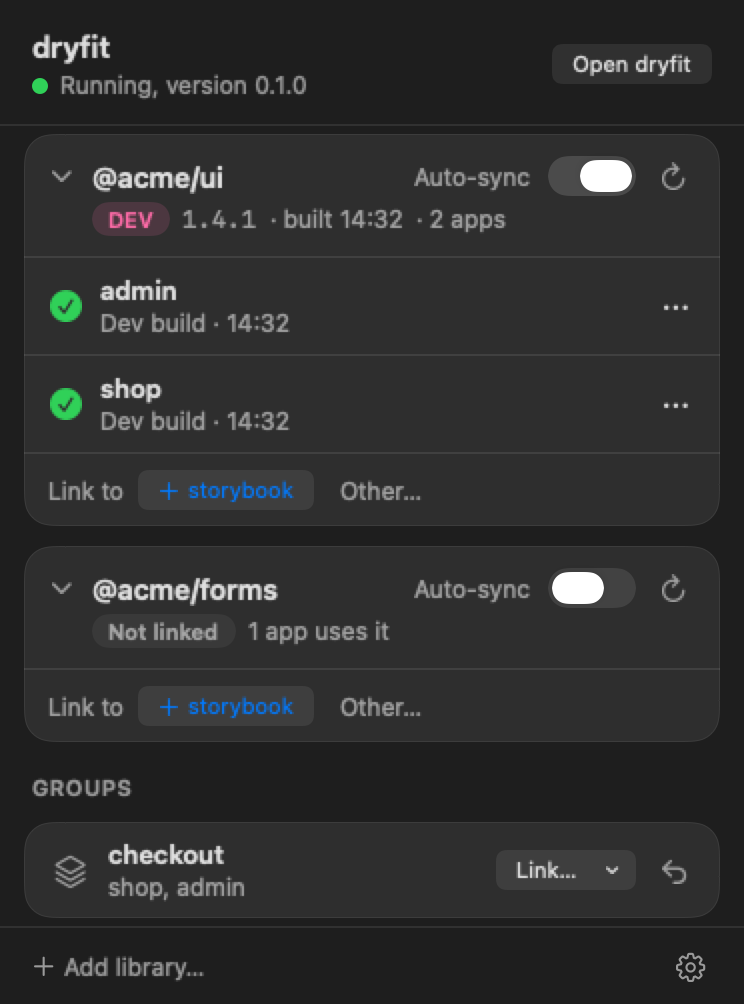 dryfit
Running, version 0.1.0
Open dryfit
@acme/ui
Auto-sync
DEV 1.4.1 · built 14:32 · 2 apps
admin
Dev build · 14:32
shop
Dev build · 14:32
Link to + storybook Other...
@acme/forms
Auto-sync
Not linked 1 app uses it
Link to + storybook Other...
GROUPS
checkout
shop, admin
Link...
+ Add library...